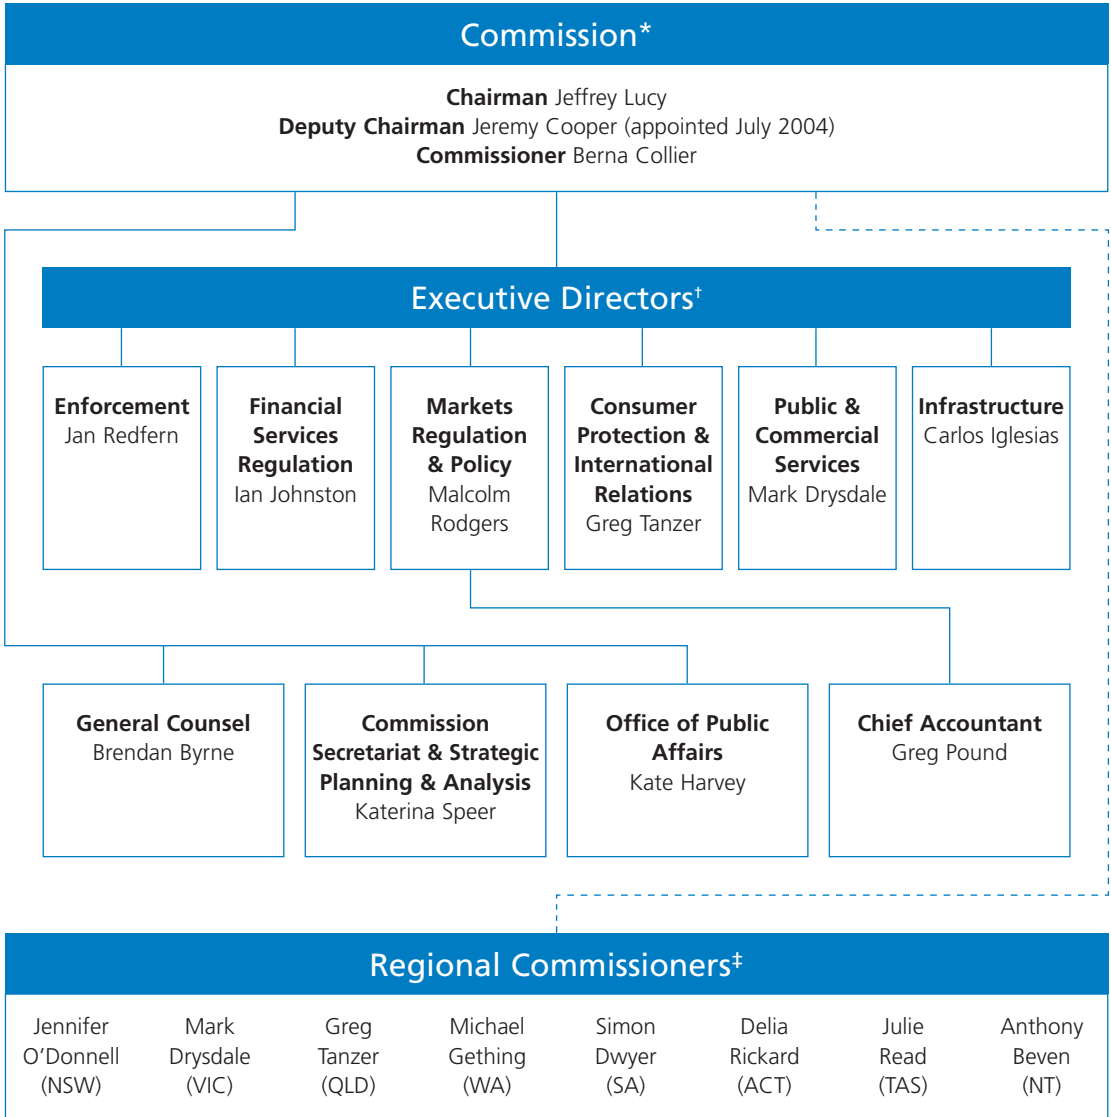 Commission*
Chairman Jeffrey Lucy
Deputy Chairman Jeremy Cooper (appointed July 2004)
Commissioner Berna Collier
Executive Directors†
Enforcement
Jan Redfern
Financial
Services
Regulation
Ian Johnston
Markets
Regulation
& Policy
Malcolm
Rodgers
Consumer
Protection &
International
Relations
Greg Tanzer
Public &
Commercial
Services
Mark Drysdale
Infrastructure
Carlos Iglesias
General Counsel
Brendan Byrne
Commission
Secretariat & Strategic
Planning & Analysis
Katerina Speer
Office of Public
Affairs
Kate Harvey
Chief Accountant
Greg Pound
Regional Commissioners‡
Jennifer
O'Donnell
(NSW)
Mark
Drysdale
(VIC)
Greg
Tanzer
(QLD)
Michael
Gething
(WA)
Simon
Dwyer
(SA)
Delia
Rickard
(ACT)
Julie
Read
(TAS)
Anthony
Beven
(NT)